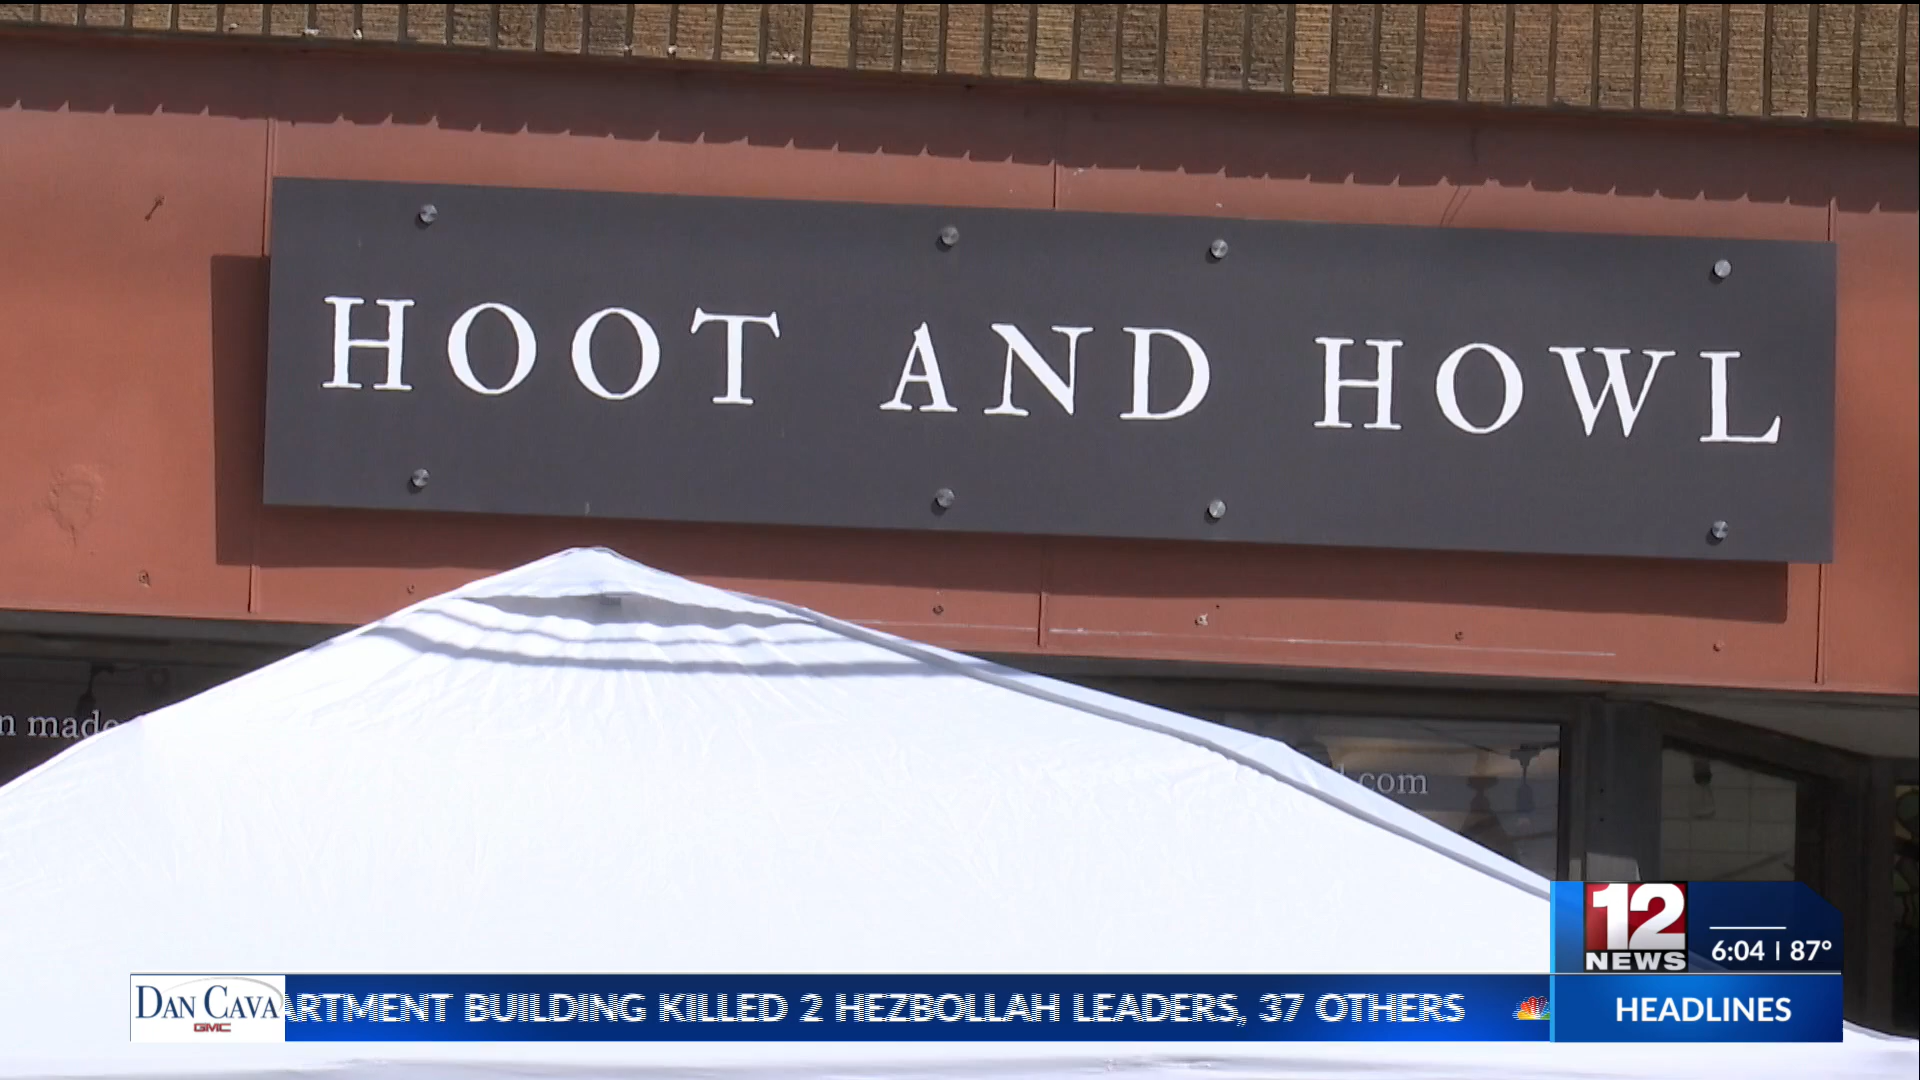 HOOT AND HOWL
n made
com
12
NEWS
6:04 | 87°
DAN CAVA
GMC
ARTMENT BUILDING KILLED 2 HEZBOLLAH LEADERS, 37 OTHERS
HEADLINES